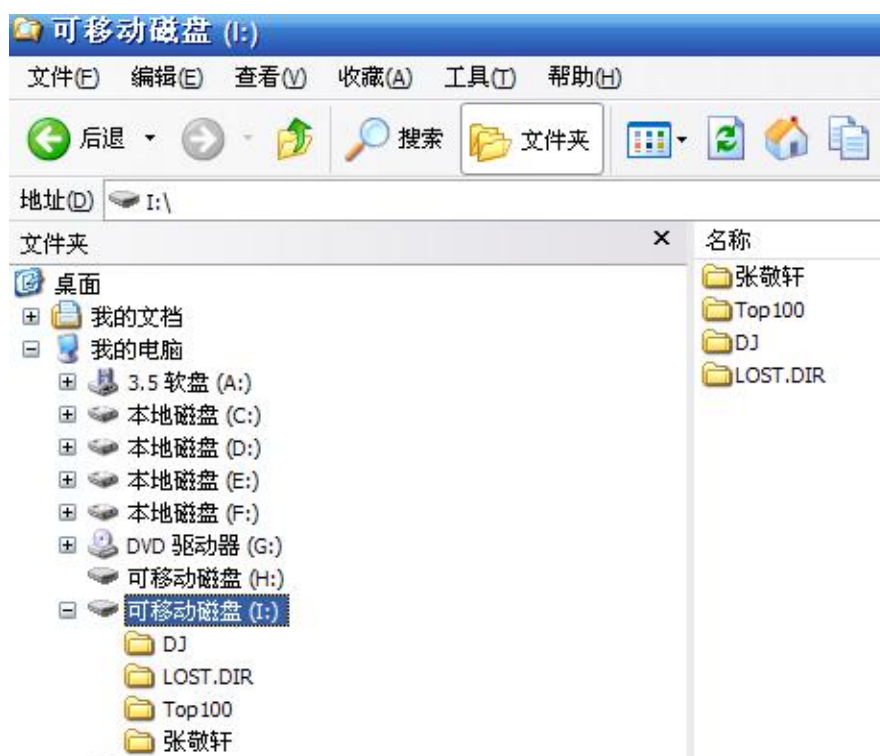 可移动磁盘 (I:)
文件(F) 编辑(E) 查看(V) 收藏(A) 工具(T) 帮助(H)
后退 搜索 文件夹
地址(D) I:\
文件夹 × 名称
桌面
我的文档
我的电脑
3.5 软盘 (A:)
本地磁盘 (C:)
本地磁盘 (D:)
本地磁盘 (E:)
本地磁盘 (F:)
DVD 驱动器 (G:)
可移动磁盘 (H:)
可移动磁盘 (I:)
DJ
LOST.DIR
Top100
张敬轩
张敬轩
Top100
DJ
LOST.DIR